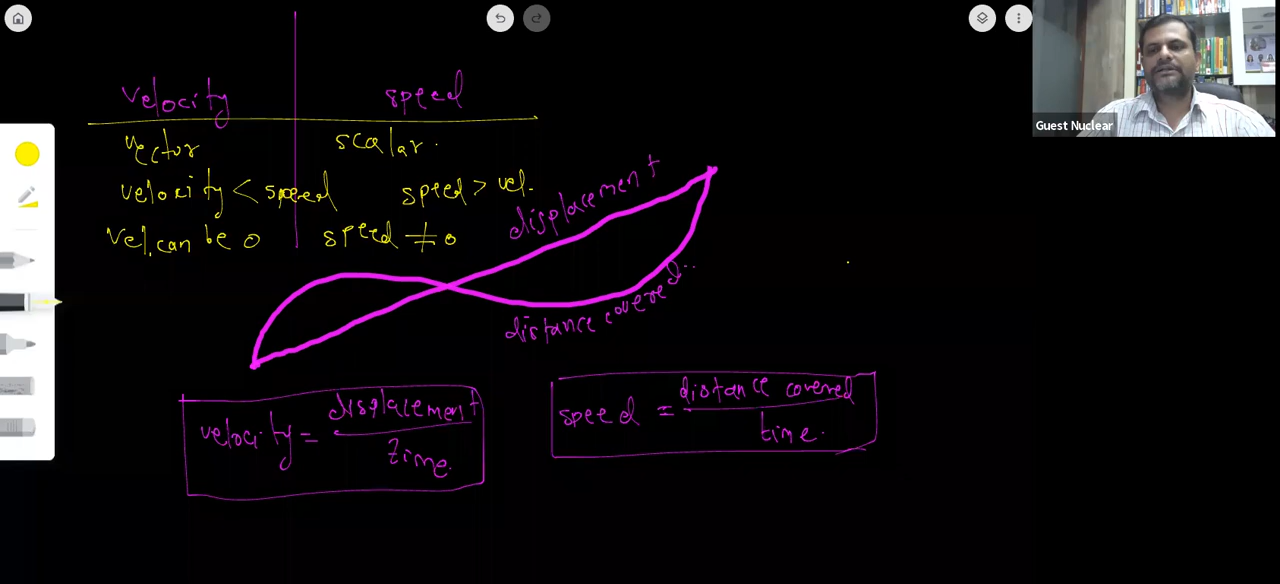 velocity speed
vector scalar.
velocity < speed speed > vel.
vel. can be 0 speed ≠ 0
displacement
distance covered..
velocity = displacement
time.
speed = distance covered
time.
Guest Nuclear